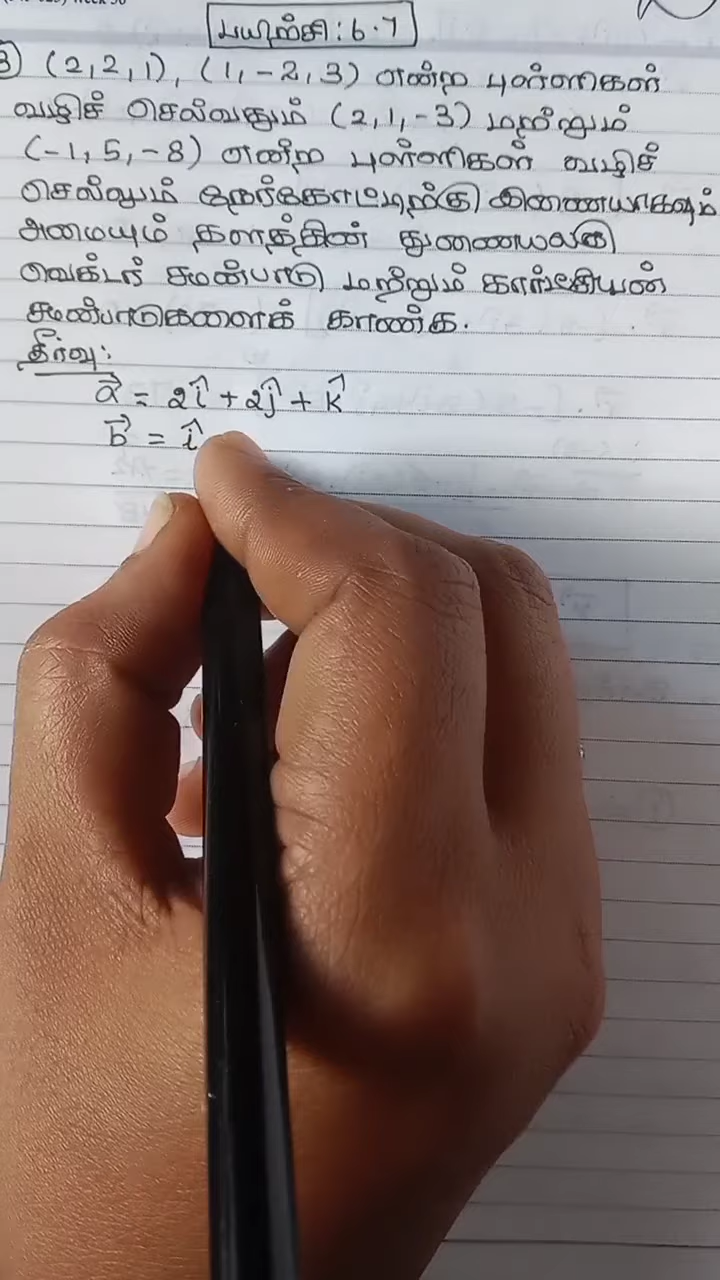 பயிற்சி : 6.7
3) (2,2,1), (1,-2,3) என்ற புள்ளிகள்
வழிச் செல்வதும் (2,1,-3) மற்றும்
(-1,5,-8) என்ற புள்ளிகள் வழிச்
செல்லும் நேர்கோட்டிற்கு இணையாகவும்
அமையும் தளத்தின் துணையலகு
வெக்டர் சமன்பாடு மற்றும் கார்டீசியன்
சமன்பாடுகளைக் காண்க.
தீர்வு:
a⃗ = 2î + 2ĵ + k̂
b⃗ = î